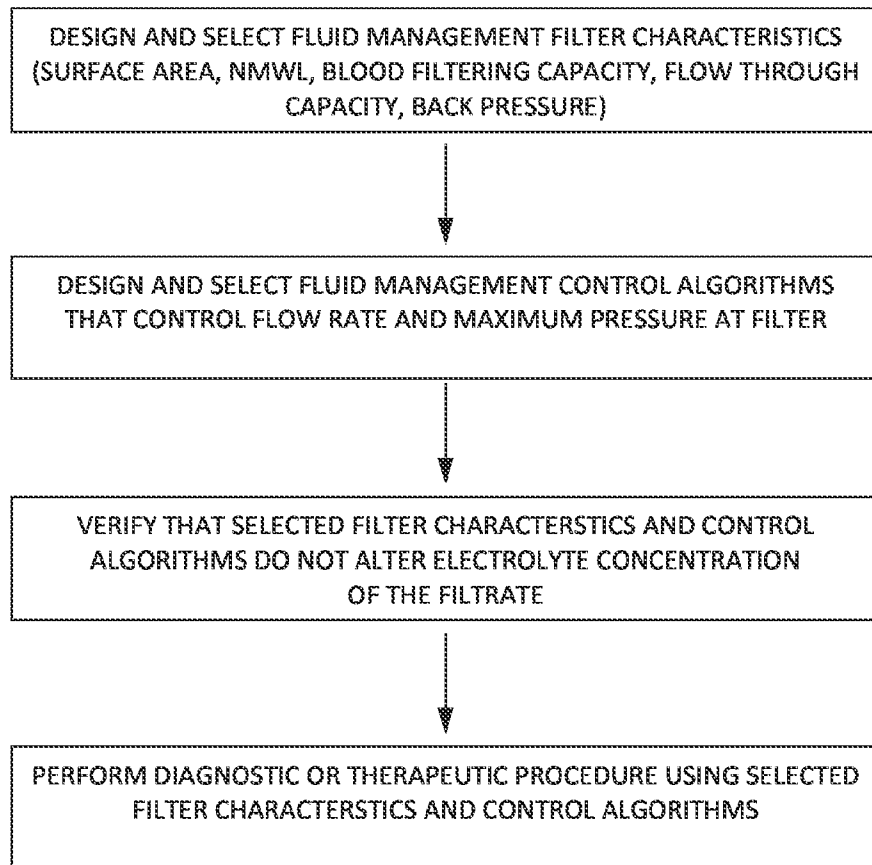 DESIGN AND SELECT FLUID MANAGEMENT FILTER CHARACTERISTICS
(SURFACE AREA, NMWL, BLOOD FILTERING CAPACITY, FLOW THROUGH
CAPACITY, BACK PRESSURE)
DESIGN AND SELECT FLUID MANAGEMENT CONTROL ALGORITHMS
THAT CONTROL FLOW RATE AND MAXIMUM PRESSURE AT FILTER
VERIFY THAT SELECTED FILTER CHARACTERSTICS AND CONTROL
ALGORITHMS DO NOT ALTER ELECTROLYTE CONCENTRATION
OF THE FILTRATE
PERFORM DIAGNOSTIC OR THERAPEUTIC PROCEDURE USING SELECTED
FILTER CHARACTERSTICS AND CONTROL ALGORITHMS